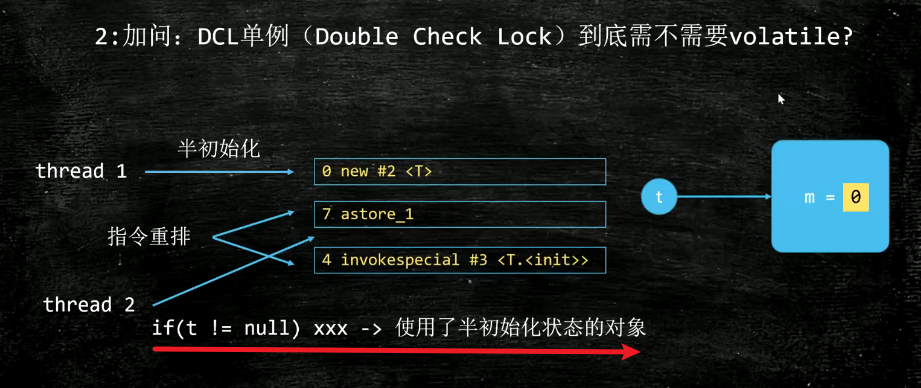 2:加问：DCL单例（Double Check Lock）到底需不需要volatile?
半初始化
thread 1
0 new #2 <T>
t
m = 0
7 astore_1
指令重排
4 invokespecial #3 <T.<init>>
thread 2
if(t != null) xxx -> 使用了半初始化状态的对象